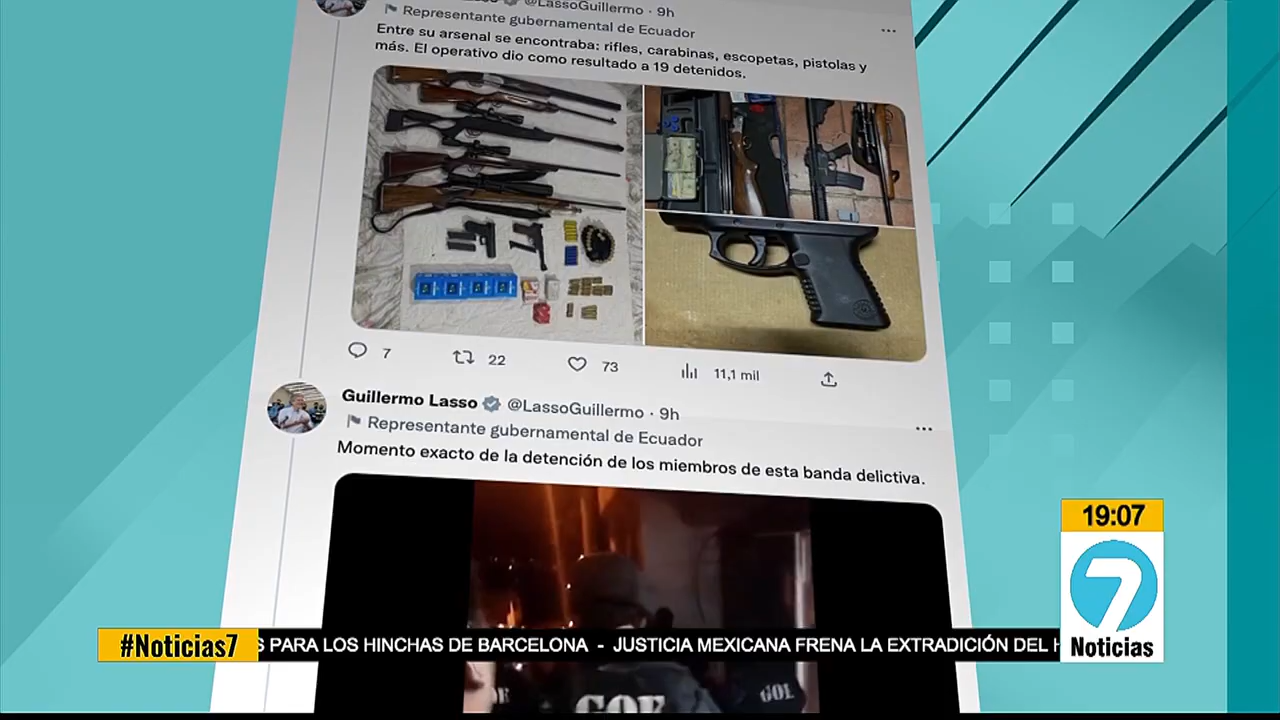 @LassoGuillermo · 9h
Representante gubernamental de Ecuador
Entre su arsenal se encontraba: rifles, carabinas, escopetas, pistolas y
más. El operativo dio como resultado a 19 detenidos.
7 22 73 11,1 mil
Guillermo Lasso @LassoGuillermo · 9h
Representante gubernamental de Ecuador
Momento exacto de la detención de los miembros de esta banda delictiva.
GOE
19:07
7
Noticias
#Noticias7
PARA LOS HINCHAS DE BARCELONA - JUSTICIA MEXICANA FRENA LA EXTRADICIÓN DEL